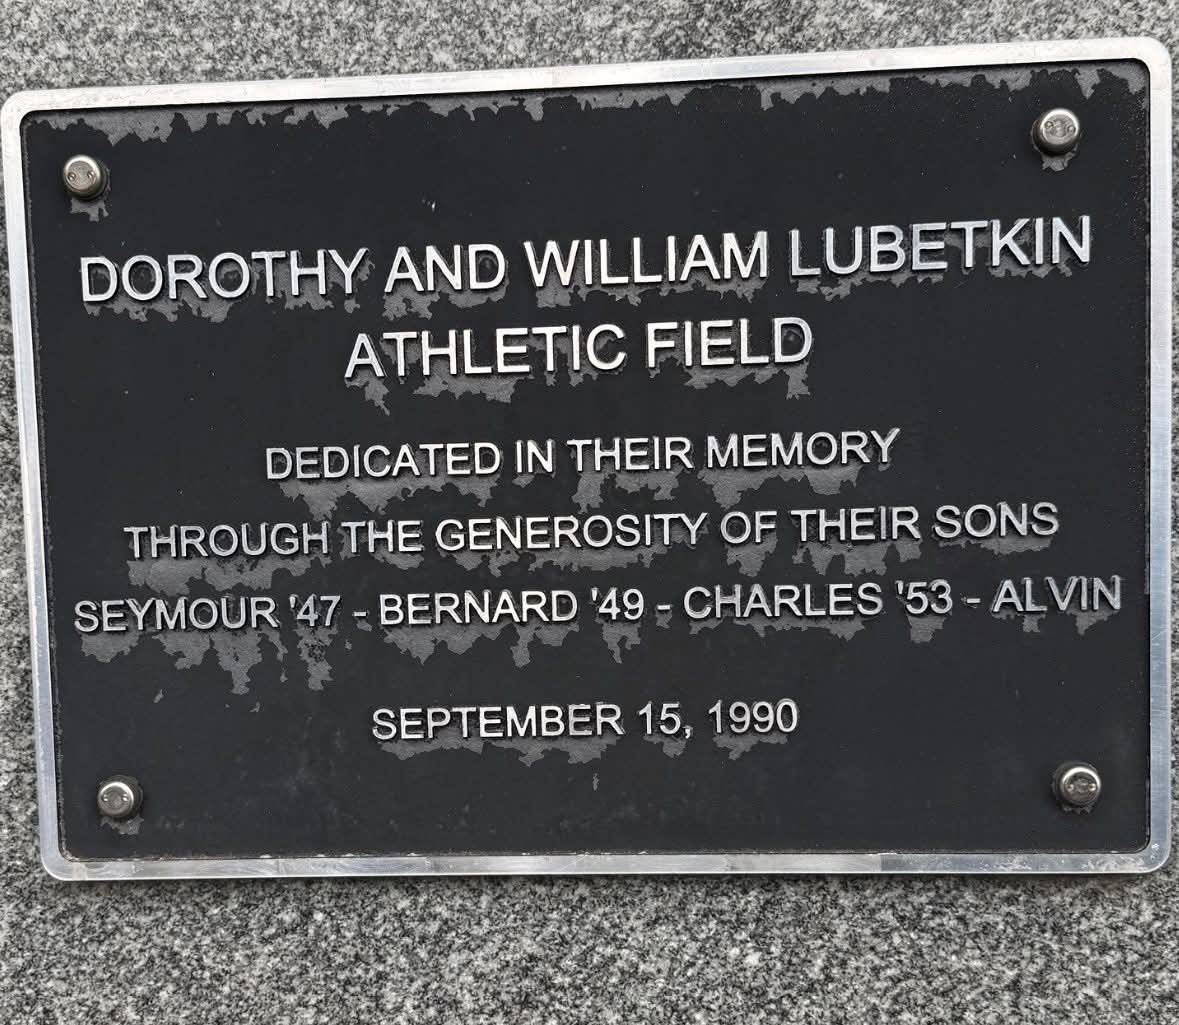 DOROTHY AND WILLIAM LUBETKIN
ATHLETIC FIELD
DEDICATED IN THEIR MEMORY
THROUGH THE GENEROSITY OF THEIR SONS
SEYMOUR '47 - BERNARD '49 - CHARLES '53 - ALVIN
SEPTEMBER 15, 1990